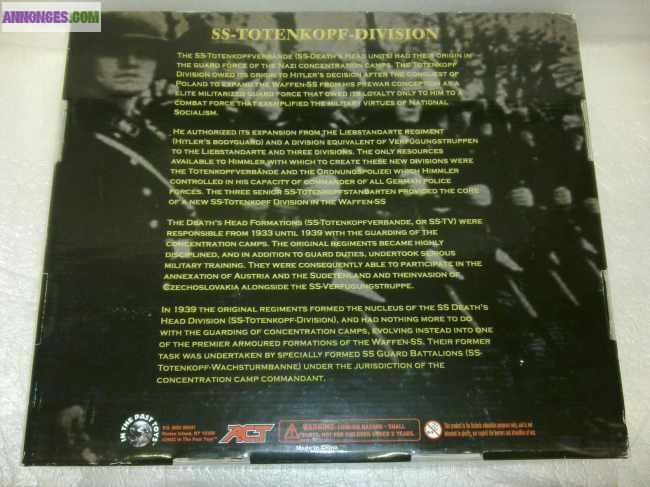 ANNONCES.COM
SS-TOTENKOPF-DIVISION
THE SS-TOTENKOPFVERBÄNDE (SS-DEATH'S HEAD UNITS) HAD THEIR ORIGIN IN
THE GUARD FORCE OF THE NAZI CONCENTRATION CAMPS. THE TOTENKOPF
DIVISION OWED ITS ORIGIN TO HITLER'S DECISION AFTER THE CONQUEST OF
POLAND TO EXPAND THE WAFFEN-SS FROM HIS PREWAR CONCEPTION AS A
ELITE MILITARIZED GUARD FORCE THAT OWED ITS LOYALTY ONLY TO HIM TO A
COMBAT FORCE THAT EXEMPLIFIED THE MILITARY VIRTUES OF NATIONAL
SOCIALISM.
HE AUTHORIZED ITS EXPANSION FROM THE LIEBSTANDARTE REGIMENT
(HITLER'S BODYGUARD) AND A DIVISION EQUIVALENT OF VERFÜGUNGSTRUPPEN
TO THE LIEBSTANDARTE AND THREE DIVISIONS. THE ONLY RESOURCES
AVAILABLE TO HIMMLER WITH WHICH TO CREATE THESE NEW DIVISIONS WERE
THE TOTENKOPFVERBÄNDE AND THE ORDNUNGSPOLIZEI WHICH HIMMLER
CONTROLLED IN HIS CAPACITY OF COMMANDER OF ALL GERMAN POLICE
FORCES. THE THREE SENIOR SS-TOTENKOPFSTANDARTEN PROVIDED THE CORE
OF A NEW SS-TOTENKOPF DIVISION IN THE WAFFEN-SS
THE DEATH'S HEAD FORMATIONS (SS-TOTENKOPFVERBANDE, OR SS-TV) WERE
RESPONSIBLE FROM 1933 UNTIL 1939 WITH THE GUARDING OF THE
CONCENTRATION CAMPS. THE ORIGINAL REGIMENTS BECAME HIGHLY
DISCIPLINED, AND IN ADDITION TO GUARD DUTIES, UNDERTOOK SERIOUS
MILITARY TRAINING. THEY WERE CONSEQUENTLY ABLE TO PARTICIPATE IN THE
ANNEXATION OF AUSTRIA AND THE SUDETENLAND AND THEINVASION OF
CZECHOSLOVAKIA ALONGSIDE THE SS-VERFUGUNGSTRUPPE.
IN 1939 THE ORIGINAL REGIMENTS FORMED THE NUCLEUS OF THE SS DEATH'S
HEAD DIVISION (SS-TOTENKOPF-DIVISION), AND HAD NOTHING MORE TO DO
WITH THE GUARDING OF CONCENTRATION CAMPS, EVOLVING INSTEAD INTO ONE
OF THE PREMIER ARMOURED FORMATIONS OF THE WAFFEN-SS. THEIR FORMER
TASK WAS UNDERTAKEN BY SPECIALLY FORMED SS GUARD BATTALIONS (SS-
TOTENKOPF-WACHSTURMBANNE) UNDER THE JURISDICTION OF THE
CONCENTRATION CAMP COMMANDANT.
IN THE PAST TOYS
WARNING: CHOKING HAZARD - SMALL
PARTS. NOT FOR CHILDREN UNDER 3 YEARS.
Made in China